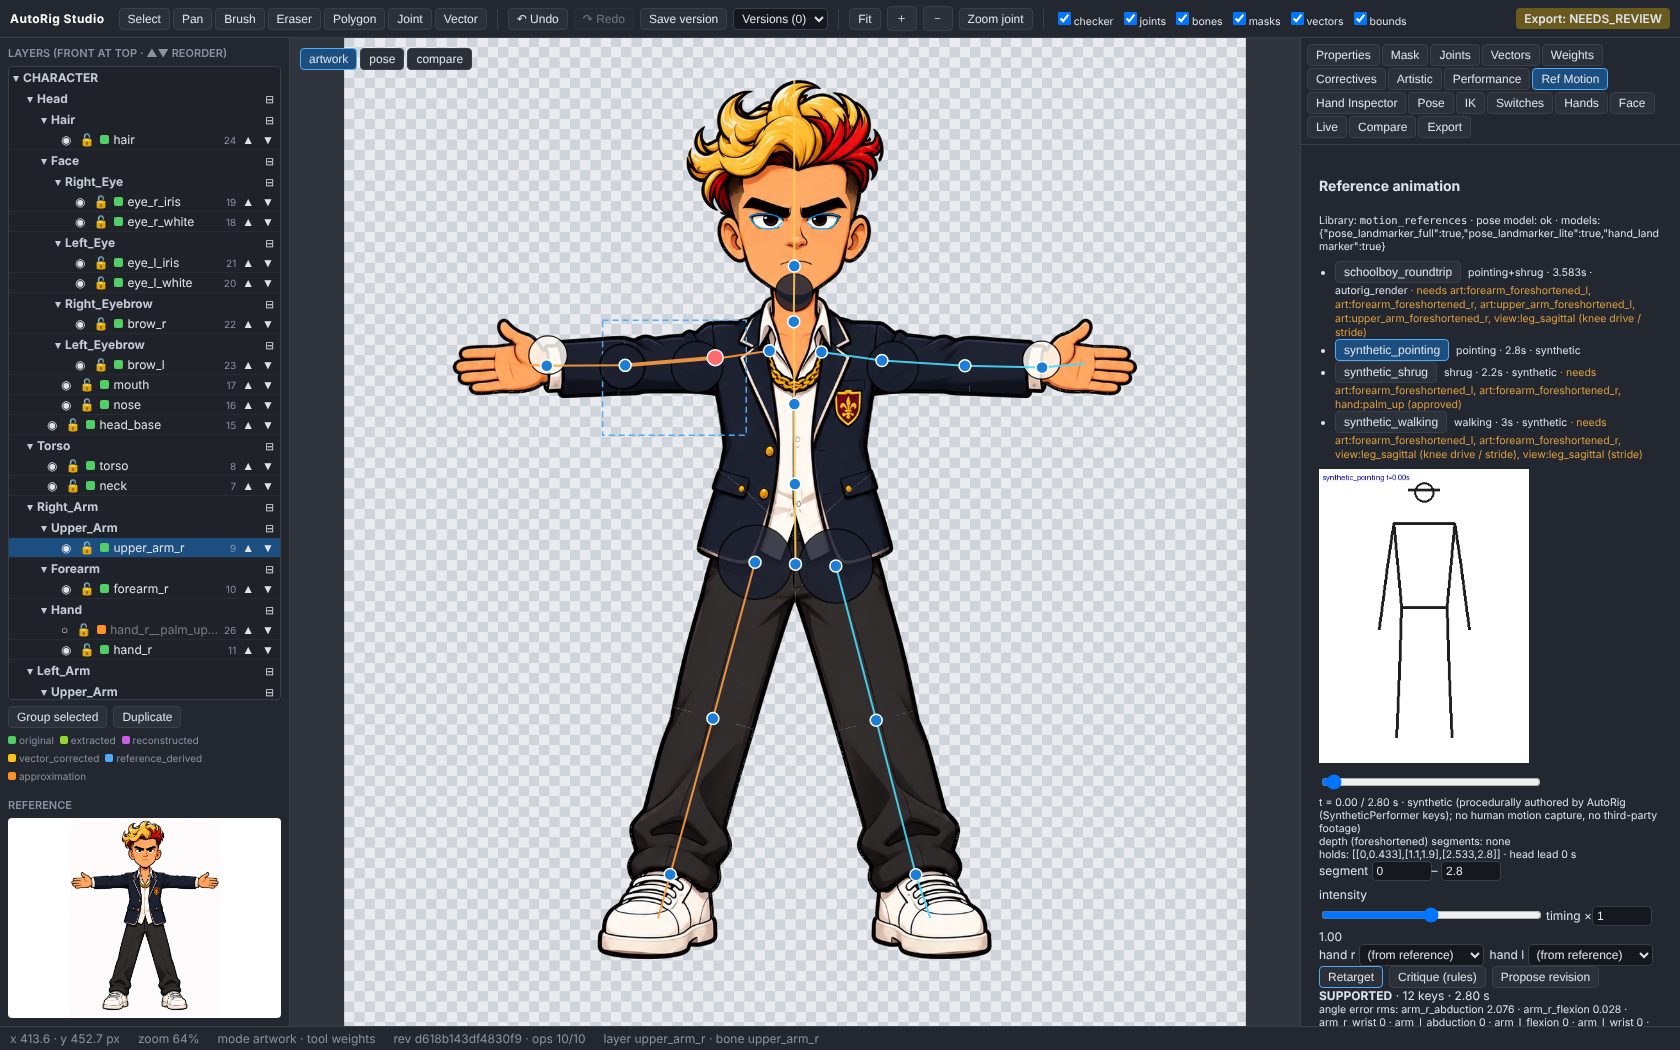 AutoRig Studio Select Pan Brush Eraser Polygon Joint Vector ↶ Undo ↷ Redo Save version Versions (0) Fit + − Zoom joint checker joints bones masks vectors bounds Export: NEEDS_REVIEW
LAYERS (FRONT AT TOP · ▲▼ REORDER)
▾ CHARACTER
▾ Head
▾ Hair
hair 24 ▲ ▼
▾ Face
▾ Right_Eye
eye_r_iris 19 ▲ ▼
eye_r_white 18 ▲ ▼
▾ Left_Eye
eye_l_iris 21 ▲ ▼
eye_l_white 20 ▲ ▼
▾ Right_Eyebrow
brow_r 22 ▲ ▼
▾ Left_Eyebrow
brow_l 23 ▲ ▼
mouth 17 ▲ ▼
nose 16 ▲ ▼
head_base 15 ▲ ▼
▾ Torso
torso 8 ▲ ▼
neck 7 ▲ ▼
▾ Right_Arm
▾ Upper_Arm
upper_arm_r 9 ▲ ▼
▾ Forearm
forearm_r 10 ▲ ▼
▾ Hand
hand_r__palm_up... 26 ▲ ▼
hand_r 11 ▲ ▼
▾ Left_Arm
▾ Upper_Arm
Group selected Duplicate
original extracted reconstructed
vector_corrected reference_derived
approximation
REFERENCE
artwork pose compare
Properties Mask Joints Vectors Weights
Correctives Artistic Performance Ref Motion
Hand Inspector Pose IK Switches Hands Face
Live Compare Export
Reference animation
Library: motion_references · pose model: ok · models:
{"pose_landmarker_full":true,"pose_landmarker_lite":true,"hand_land
marker":true}
• schoolboy_roundtrip pointing+shrug · 3.583s ·
autorig_render · needs art:forearm_foreshortened_l,
art:forearm_foreshortened_r, art:upper_arm_foreshortened_l,
art:upper_arm_foreshortened_r, view:leg_sagittal (knee drive /
stride)
• synthetic_pointing pointing · 2.8s · synthetic
• synthetic_shrug shrug · 2.2s · synthetic · needs
art:forearm_foreshortened_l, art:forearm_foreshortened_r,
hand:palm_up (approved)
• synthetic_walking walking · 3s · synthetic · needs
art:forearm_foreshortened_l, art:forearm_foreshortened_r,
view:leg_sagittal (knee drive / stride), view:leg_sagittal (stride)
synthetic_pointing t=0.00s
t = 0.00 / 2.80 s · synthetic (procedurally authored by AutoRig
(SyntheticPerformer keys); no human motion capture, no third-party
footage)
depth (foreshortened) segments: none
holds: [[0,0.433],[1.1,1.9],[2.533,2.8]] · head lead 0 s
segment 0 – 2.8
intensity
timing × 1
1.00
hand r (from reference) hand l (from reference)
Retarget Critique (rules) Propose revision
SUPPORTED · 12 keys · 2.80 s
angle error rms: arm_r_abduction 2.076 · arm_r_flexion 0.028 ·
arm_r_wrist 0 · arm_l_abduction 0 · arm_l_flexion 0 · arm_l_wrist 0 ·
x 413.6 · y 452.7 px zoom 64% mode artwork · tool weights rev d618b143df4830f9 · ops 10/10 layer upper_arm_r · bone upper_arm_r